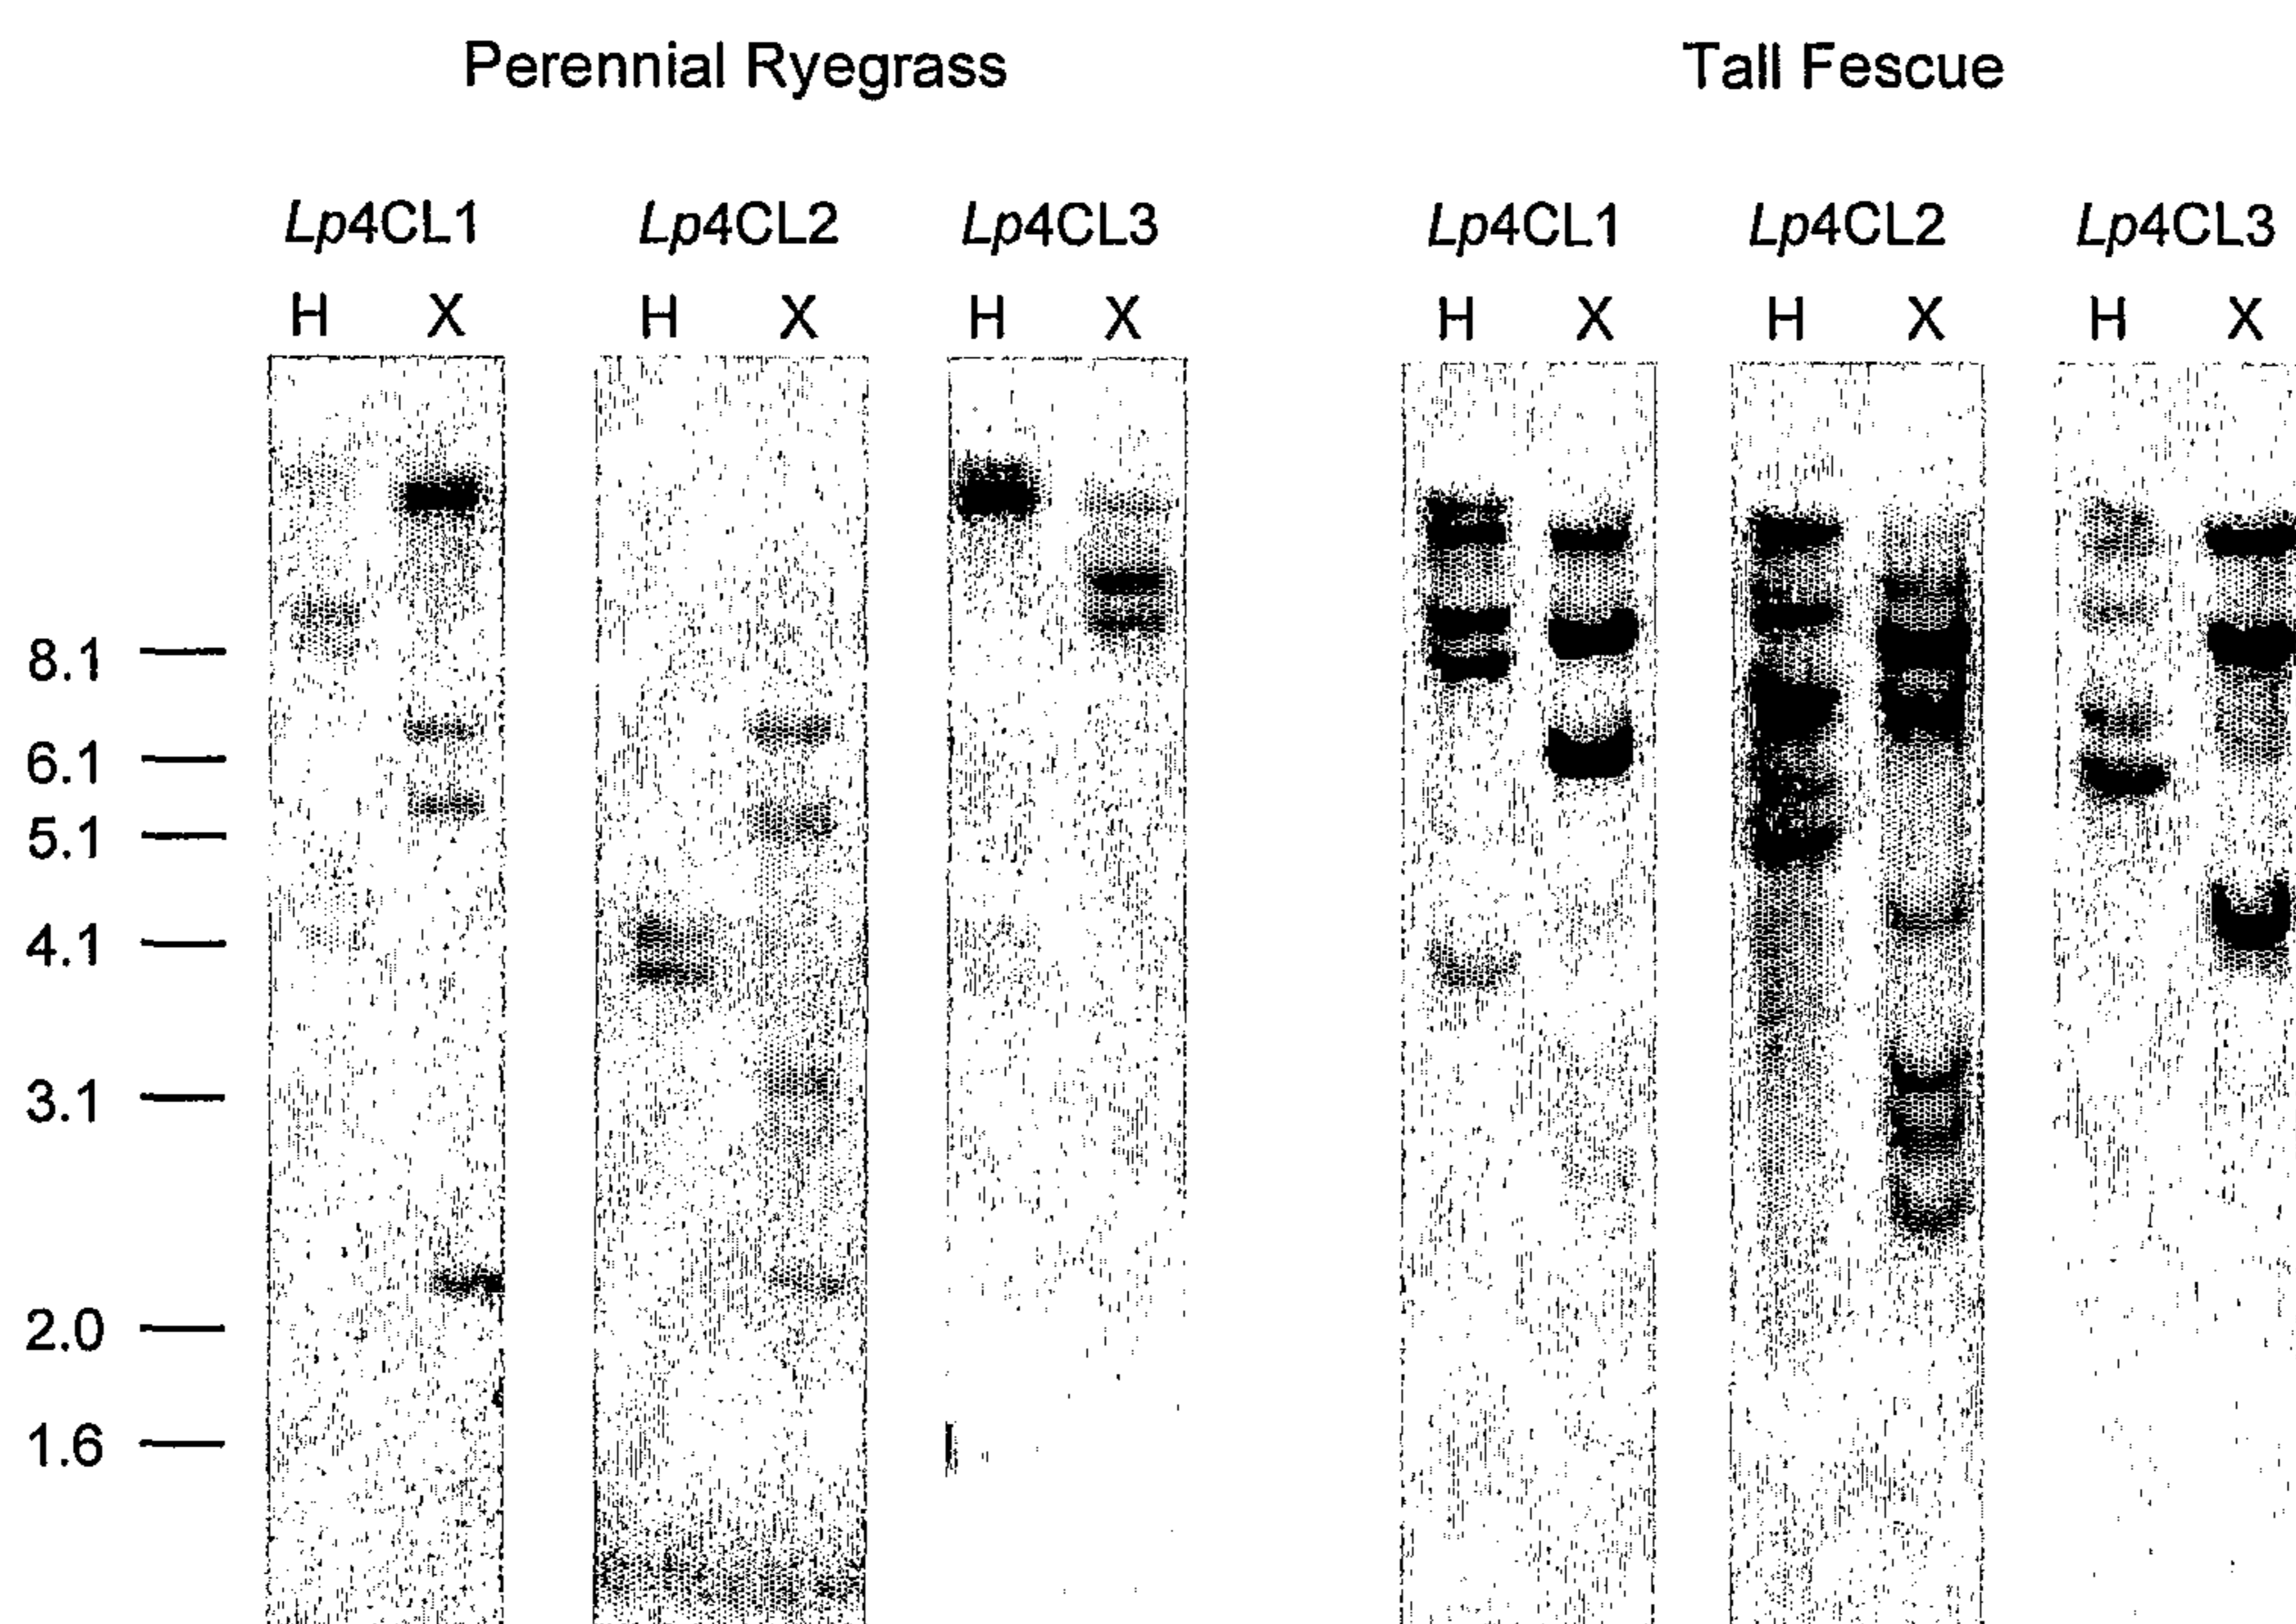 Perennial Ryegrass Tall Fescue
Lp4CL1 Lp4CL2 Lp4CL3 Lp4CL1 Lp4CL2 Lp4CL3
H X H X H X H X H X H X
8.1
6.1
5.1
4.1
3.1
2.0
1.6